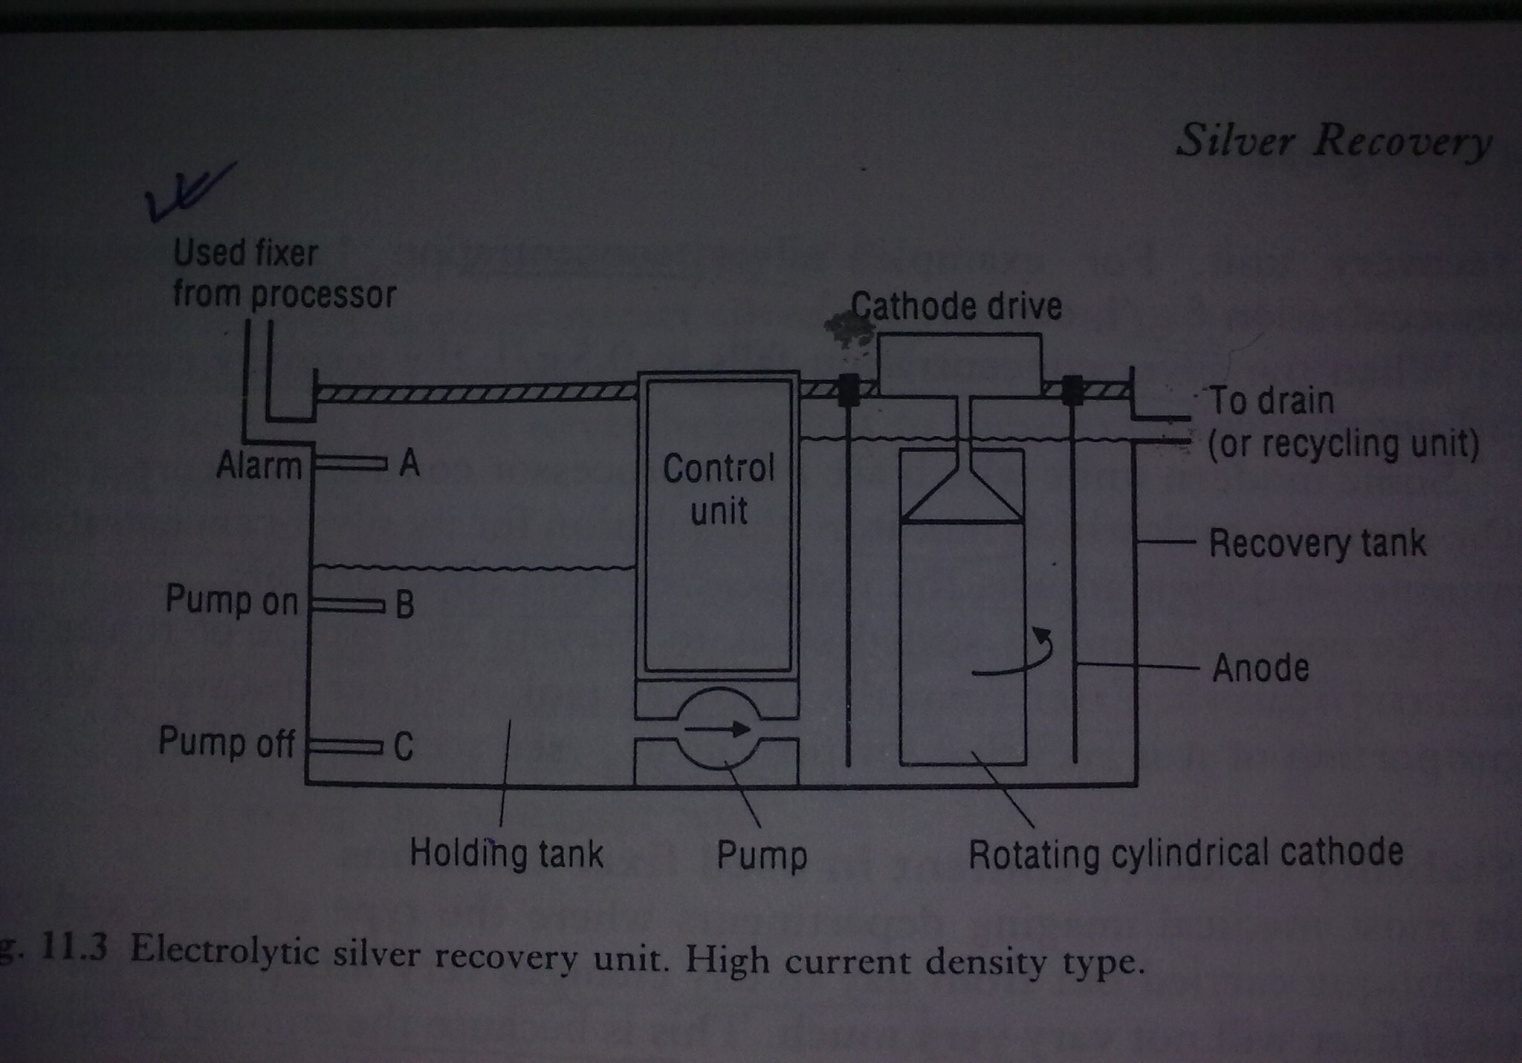 Silver Recovery
Used fixer
from processor
Cathode drive
To drain
(or recycling unit)
Alarm
A
Control
unit
Recovery tank
Pump on
B
Anode
Pump off
C
Holding tank
Pump
Rotating cylindrical cathode
g. 11.3 Electrolytic silver recovery unit. High current density type.